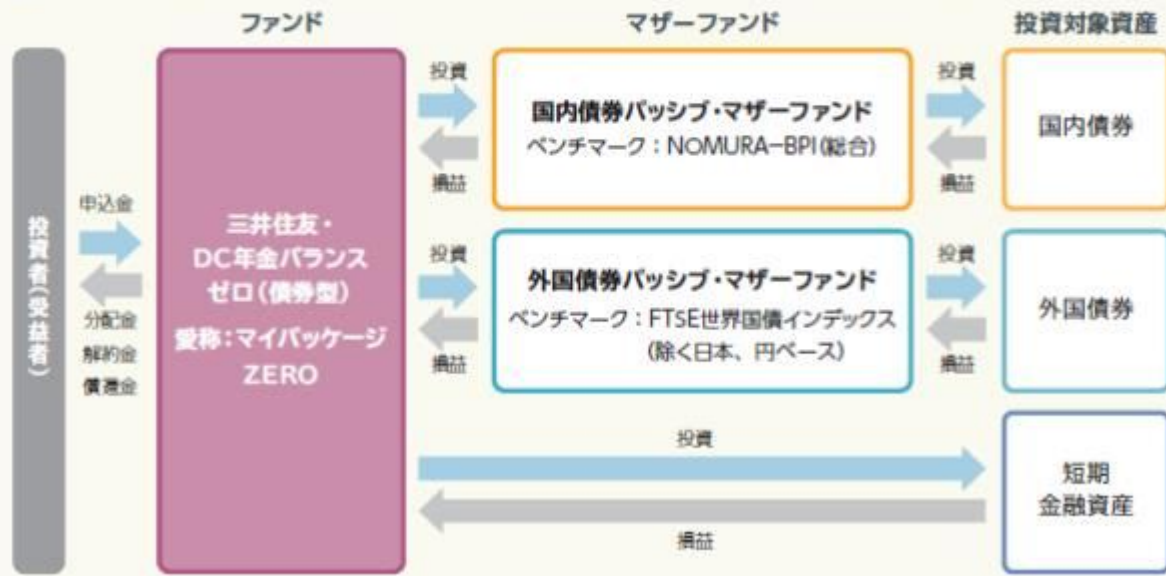 ファンド
マザーファンド
投資対象資産
投資者(受益者)
申込金
分配金
解約金
償還金
三井住友・
DC年金バランス
ゼロ(債券型)
愛称:マイパッケージ
ZERO
投資
損益
国内債券パッシブ・マザーファンド
ベンチマーク:NOMURA-BPI(総合)
投資
損益
国内債券
投資
損益
外国債券パッシブ・マザーファンド
ベンチマーク:FTSE世界国債インデックス
(除く日本、円ベース)
投資
損益
外国債券
投資
損益
短期
金融資産